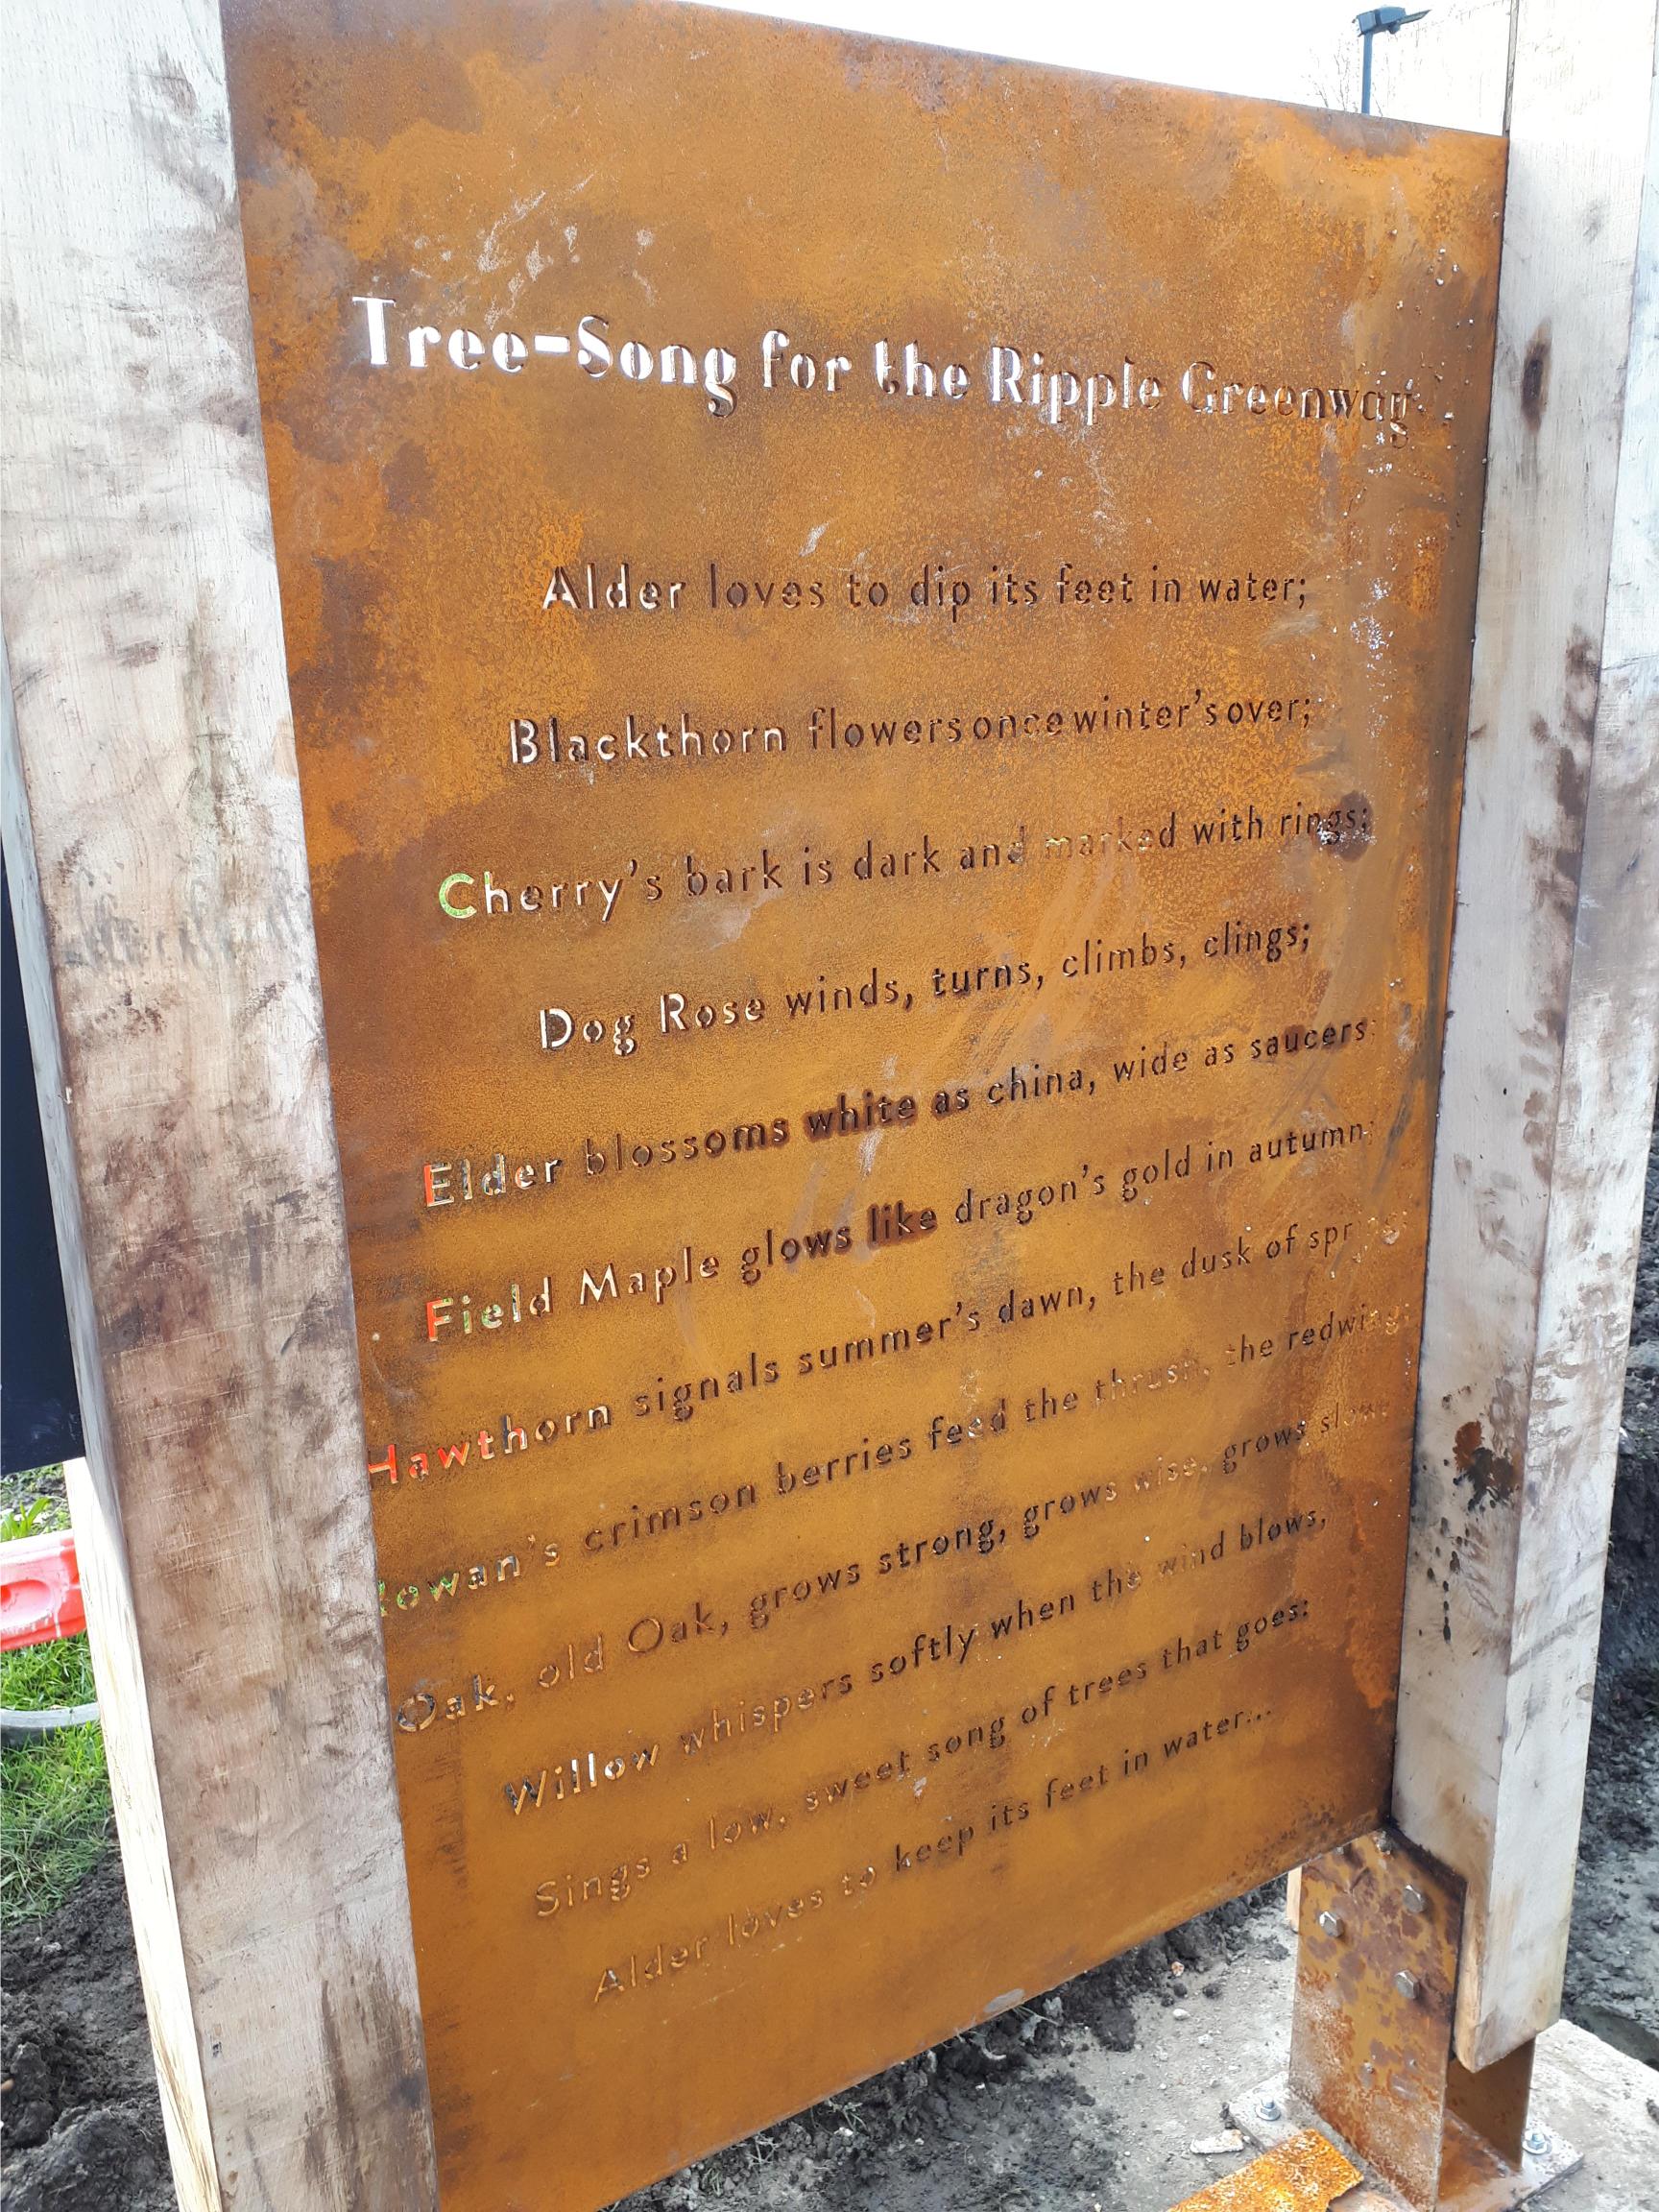 Tree-Song for the Ripple Greenway
Alder loves to dip its feet in water;
Blackthorn flowers once winter's over;
Cherry's bark is dark and marked with rings;
Dog Rose winds, turns, climbs, clings;
Elder blossoms white as china, wide as saucers;
Field Maple glows like dragon's gold in autumn;
Hawthorn signals summer's dawn, the dusk of spring;
Rowan's crimson berries feed the thrush, the redwing;
Oak, old Oak, grows strong, grows wise, grows slow.
Willow whispers softly when the wind blows,
Sings a low, sweet song of trees that goes:
Alder loves to keep its feet in water...